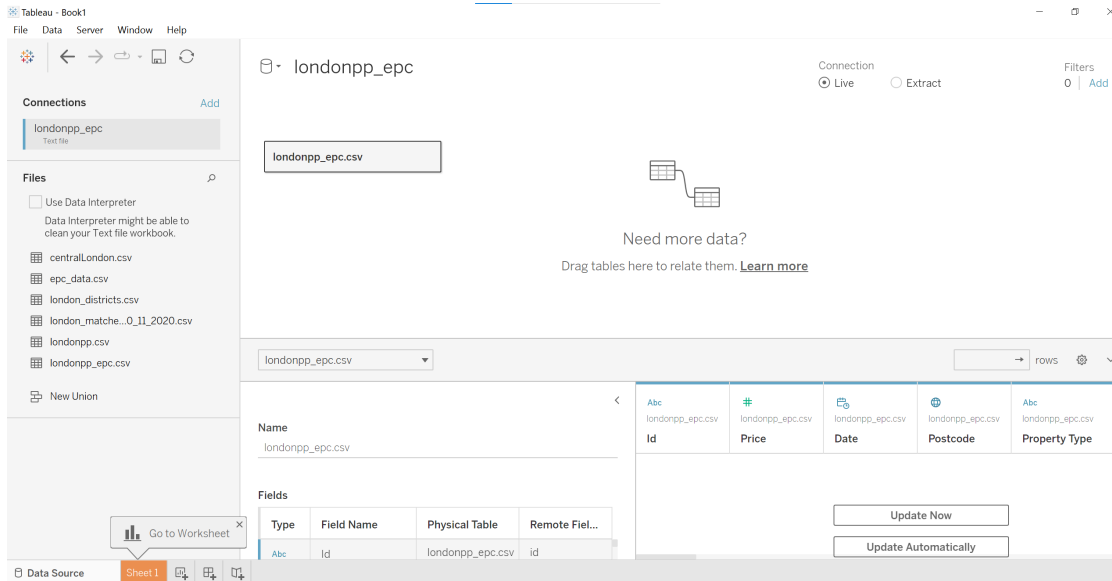 Tableau - Book1
File Data Server Window Help
Connections Add
londonpp_epc
Text file
Files
Use Data Interpreter
Data Interpreter might be able to
clean your Text file workbook.
centralLondon.csv
epc_data.csv
london_districts.csv
london_matche...0_11_2020.csv
londonpp.csv
londonpp_epc.csv
New Union
londonpp_epc
Connection
Live Extract
Filters
0 Add
londonpp_epc.csv
Need more data?
Drag tables here to relate them. Learn more
londonpp_epc.csv
rows
Name
londonpp_epc.csv
Fields
Type Field Name Physical Table Remote Fiel...
Abc Id londonpp_epc.csv id
Abc # Abc
londonpp_epc.csv londonpp_epc.csv londonpp_epc.csv londonpp_epc.csv londonpp_epc.csv
Id Price Date Postcode Property Type
Update Now
Update Automatically
Go to Worksheet
Data Source Sheet 1